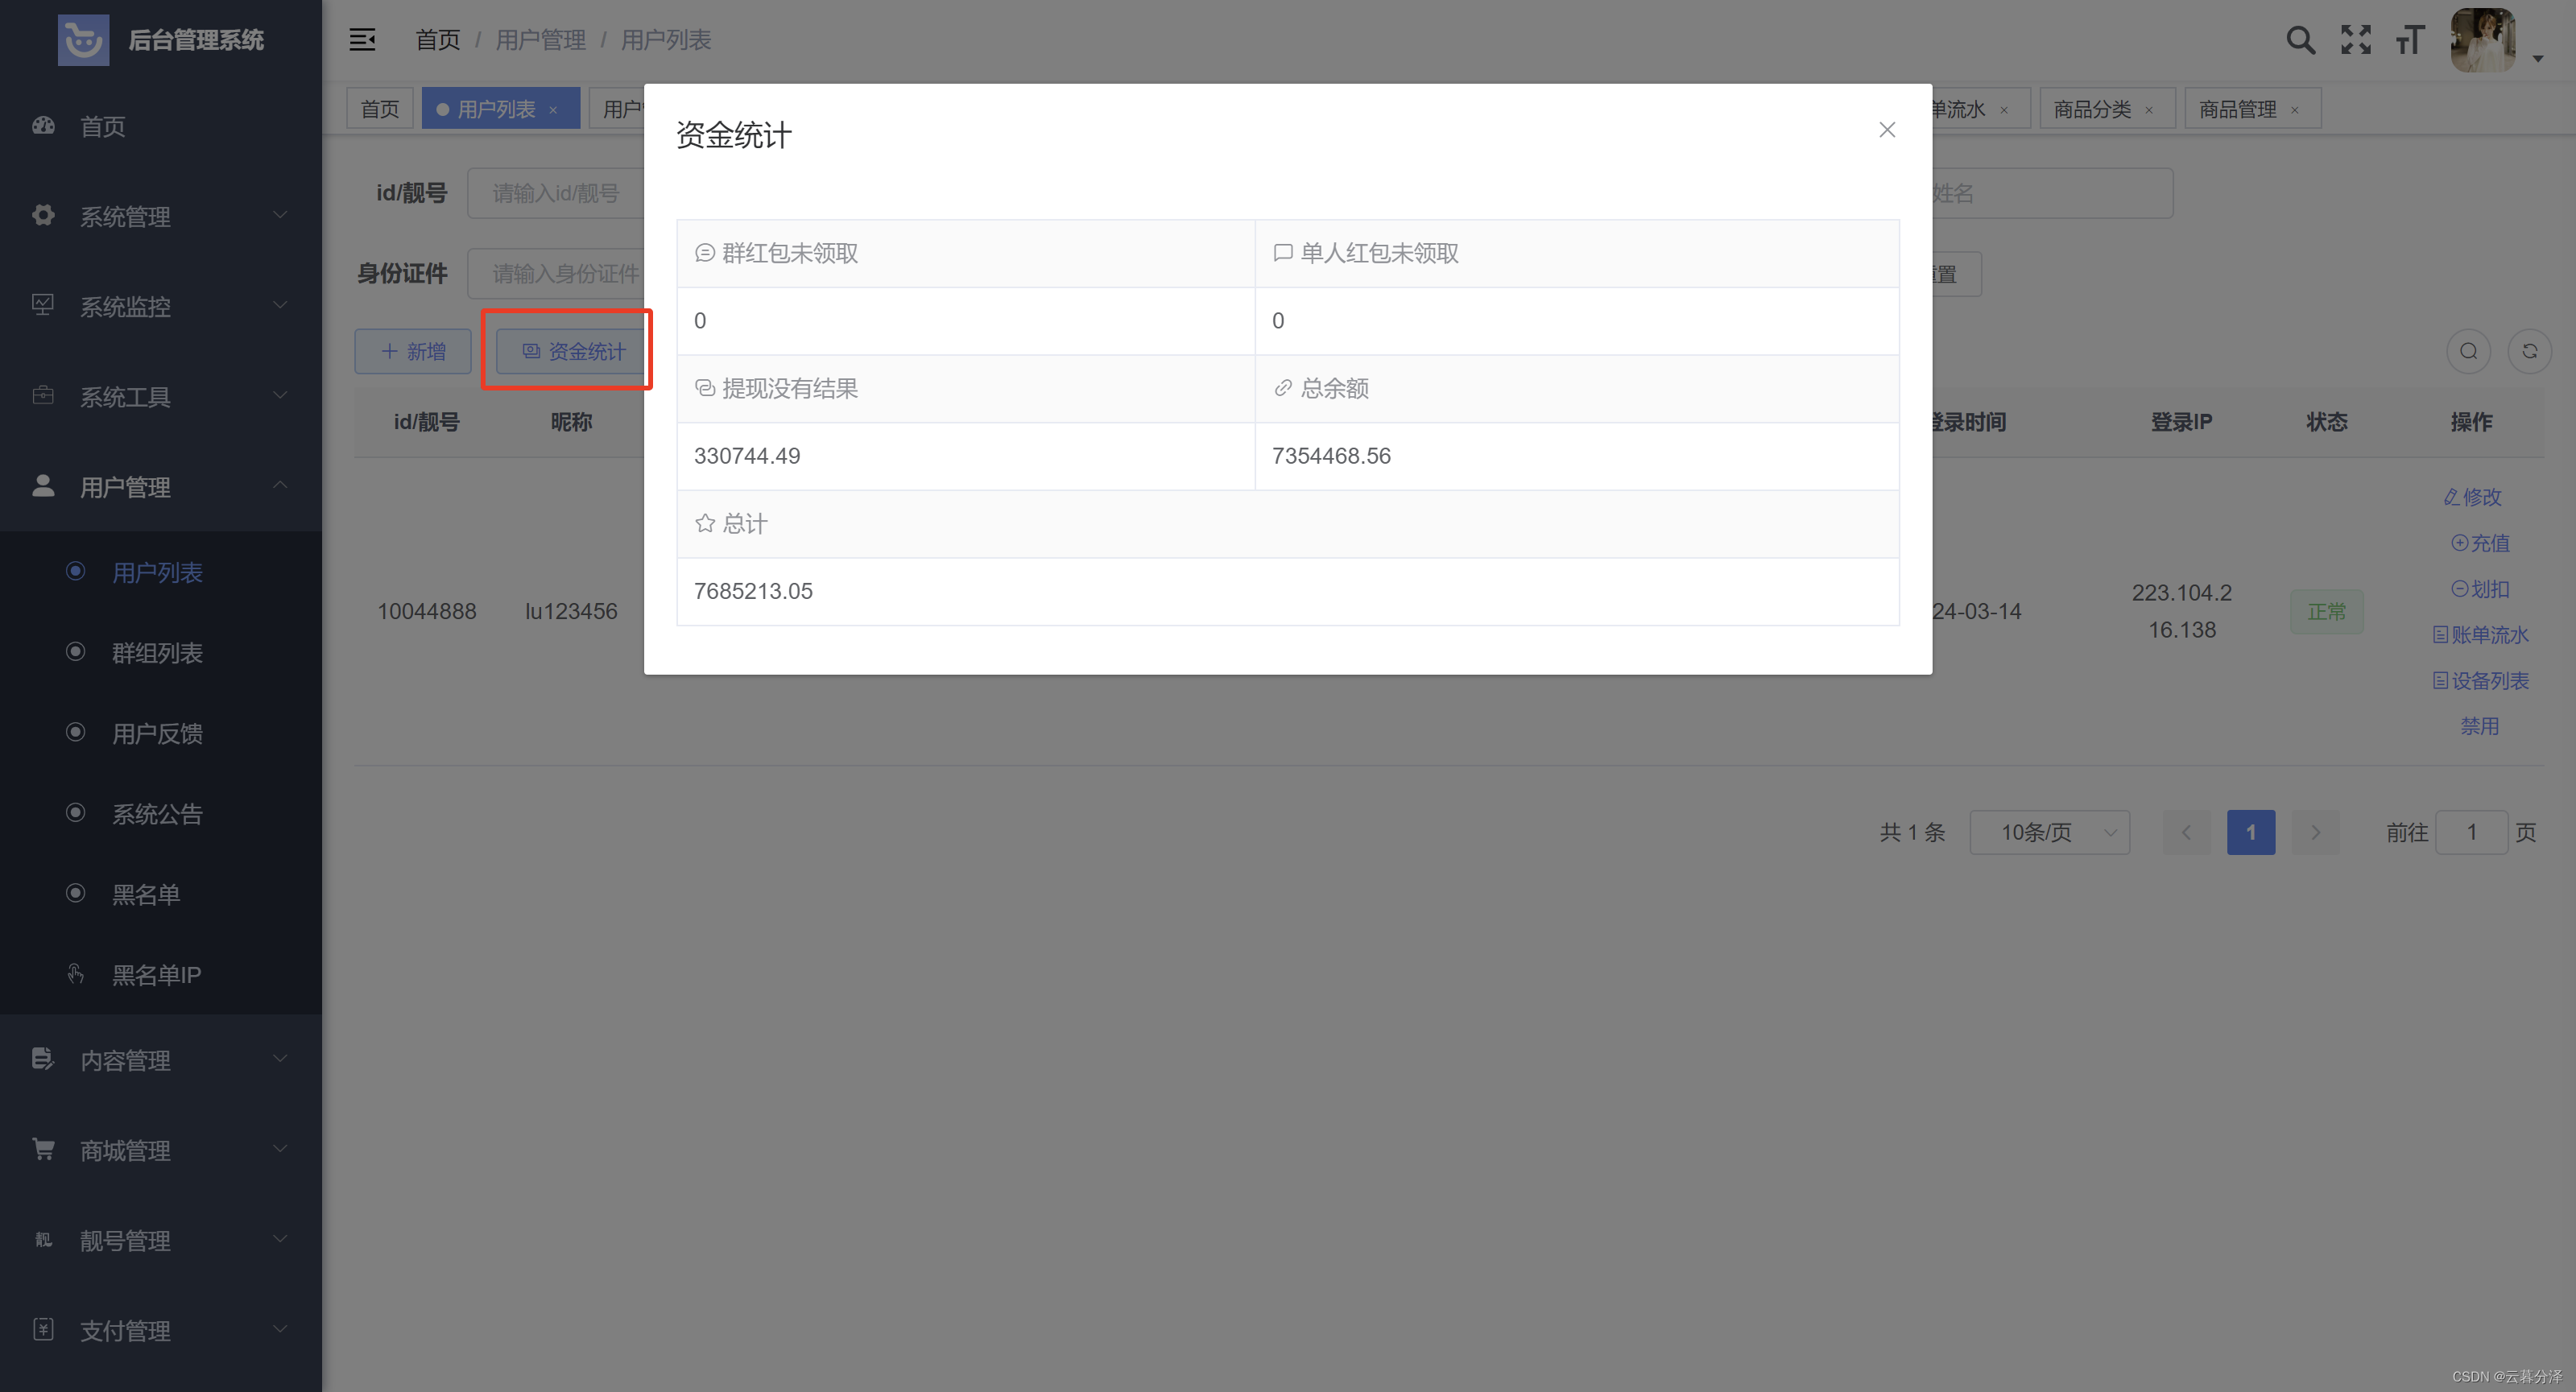 后台管理系统
首页 / 用户管理 / 用户列表
首页
用户列表
用户
单流水
商品分类
商品管理
首页
系统管理
系统监控
系统工具
用户管理
用户列表
群组列表
用户反馈
系统公告
黑名单
黑名单IP
内容管理
商城管理
靓 靓号管理
支付管理
id/靓号 请输入id/靓号
姓名
身份证件 请输入身份证件
置
新增
资金统计
id/靓号 昵称 登录时间 登录IP 状态 操作
10044888 lu123456 24-03-14 223.104.2
16.138
正常
修改
充值
划扣
账单流水
设备列表
禁用
共 1 条 10条/页 1 前往 1 页
资金统计
群红包未领取 单人红包未领取
0 0
提现没有结果 总余额
330744.49 7354468.56
总计
7685213.05
CSDN @云暮分泽